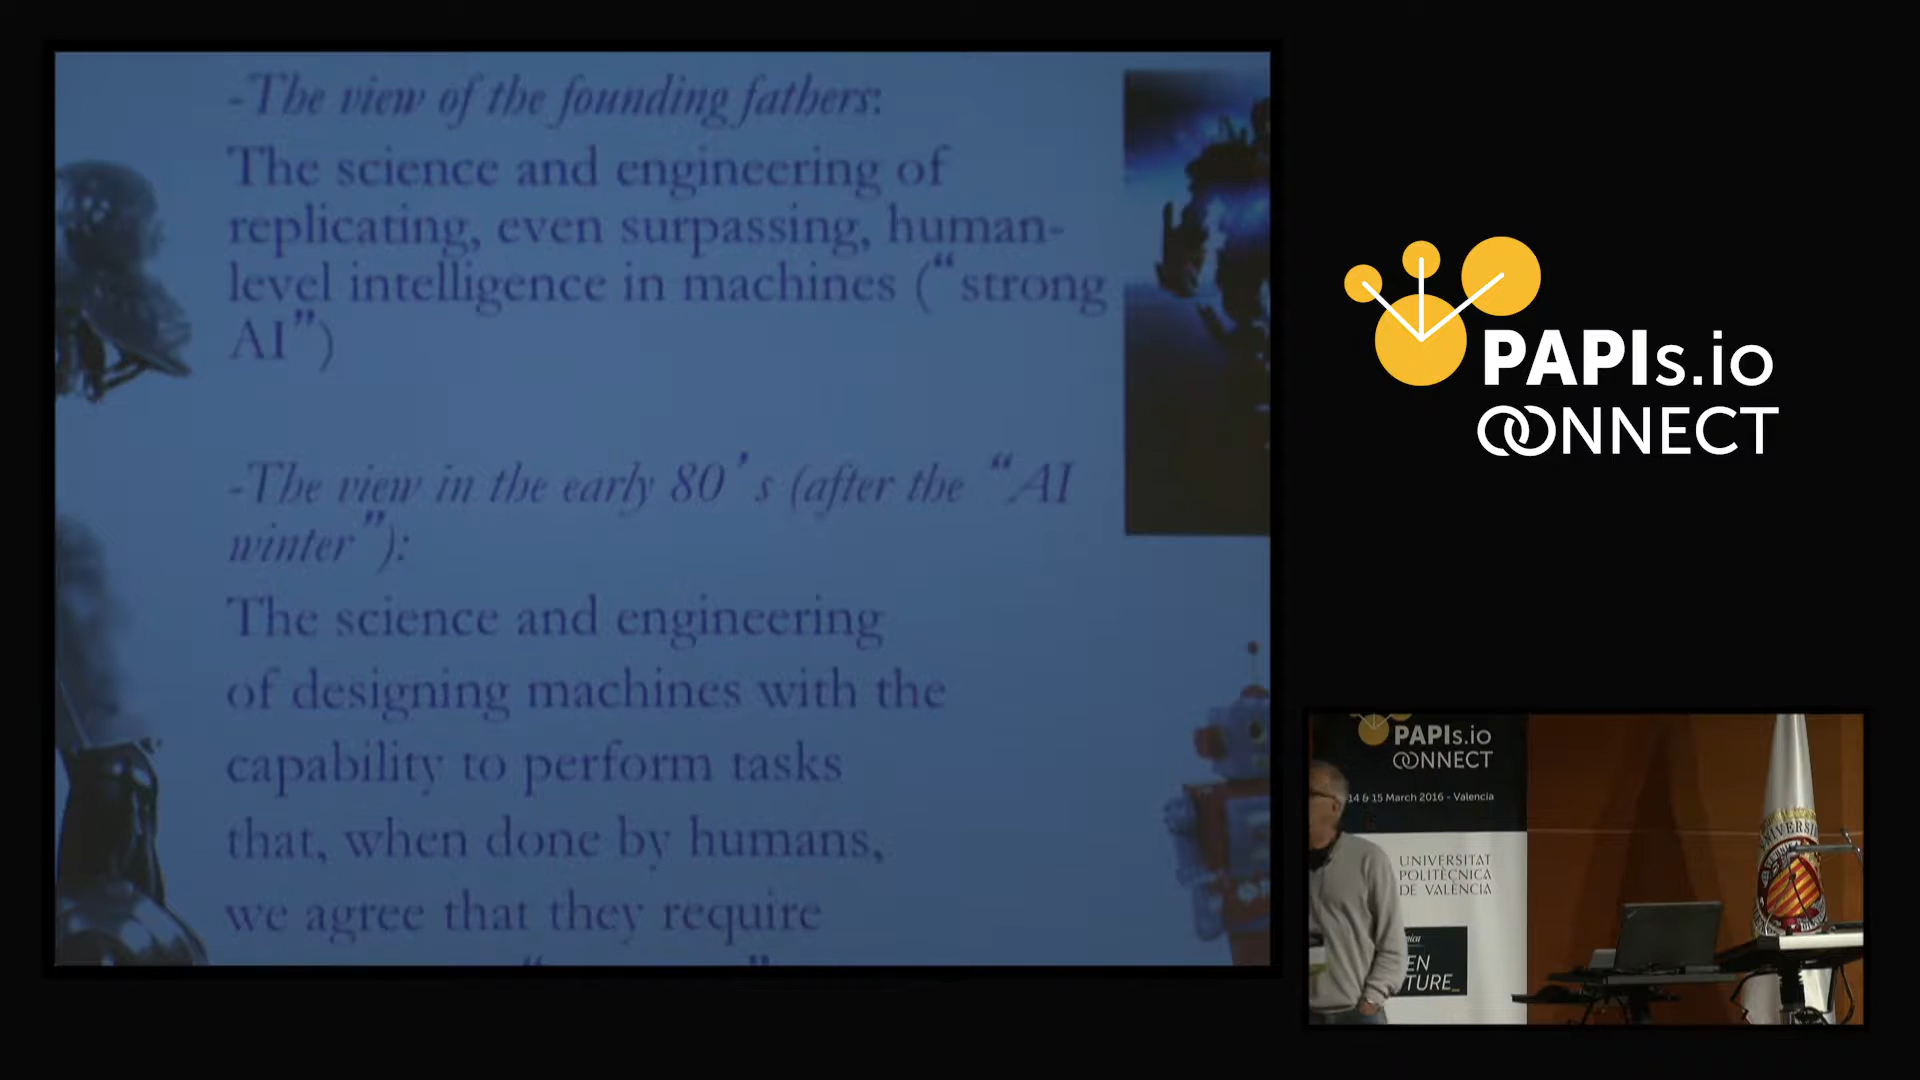 -The view of the founding fathers:
The science and engineering of
replicating, even surpassing, human-
level intelligence in machines (“strong
AI”)
-The view in the early 80’s (after the “AI
winter”):
The science and engineering
of designing machines with the
capability to perform tasks
that, when done by humans,
we agree that they require
PAPIs.io
CONNECT
PAPIs.io
CONNECT
14 & 15 March 2016 - Valencia
UNIVERSITAT
POLITÈCNICA
DE VALÈNCIA
EN
TURE_
UNIVERSI